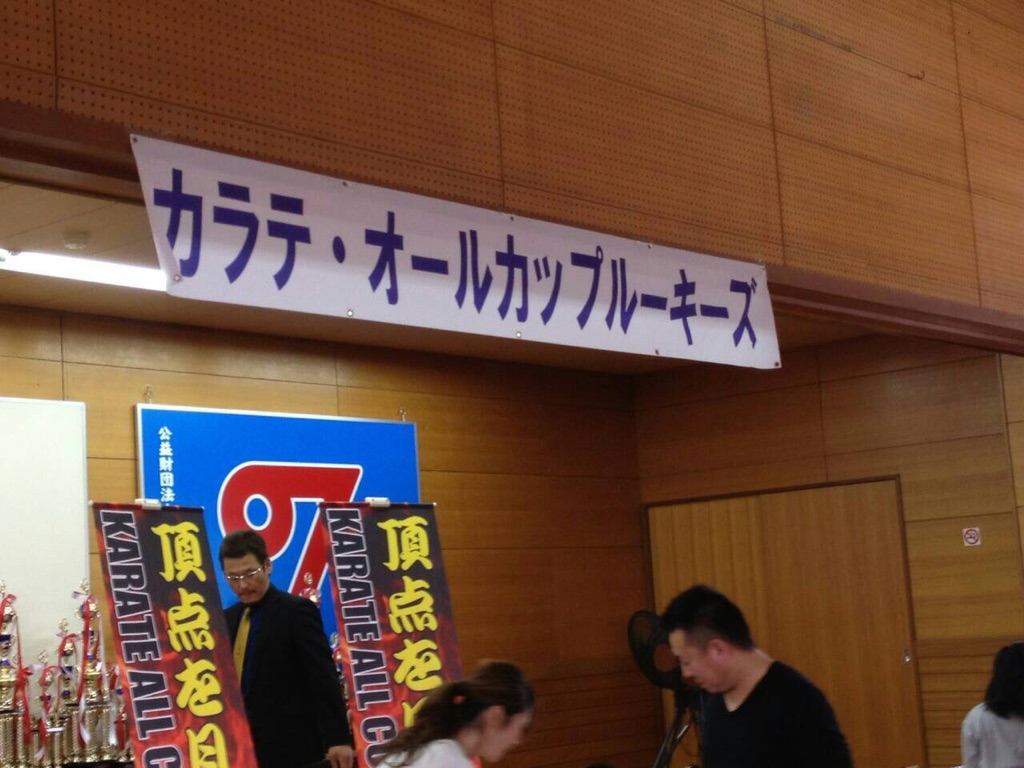 カラテ・オールカップルーキーズ
公益財団法
頂点を
KARATE ALL C
頂点を
KARATE ALL CU